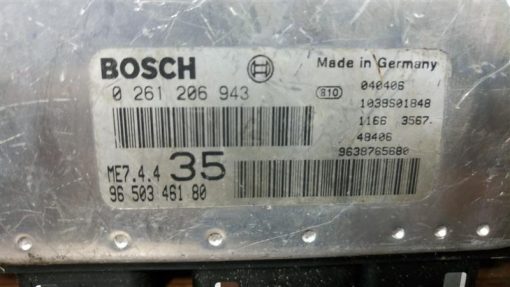 BOSCH
Made in Germany
0 261 206 943
810
040406
1039S01848
1166 3567.
48406
9638765680
ME7.4.4
35
96 503 461 80